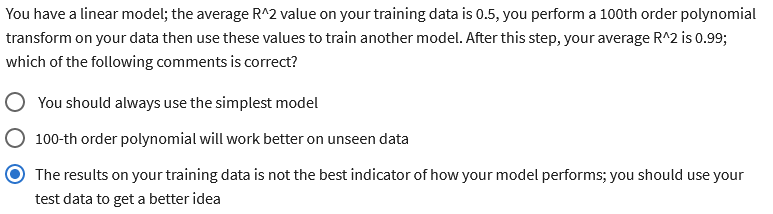 You have a linear model; the average R^2 value on your training data is 0.5, you perform a 100th order polynomial
transform on your data then use these values to train another model. After this step, your average R^2 is 0.99;
which of the following comments is correct?
You should always use the simplest model
100-th order polynomial will work better on unseen data
The results on your training data is not the best indicator of how your model performs; you should use your
test data to get a better idea